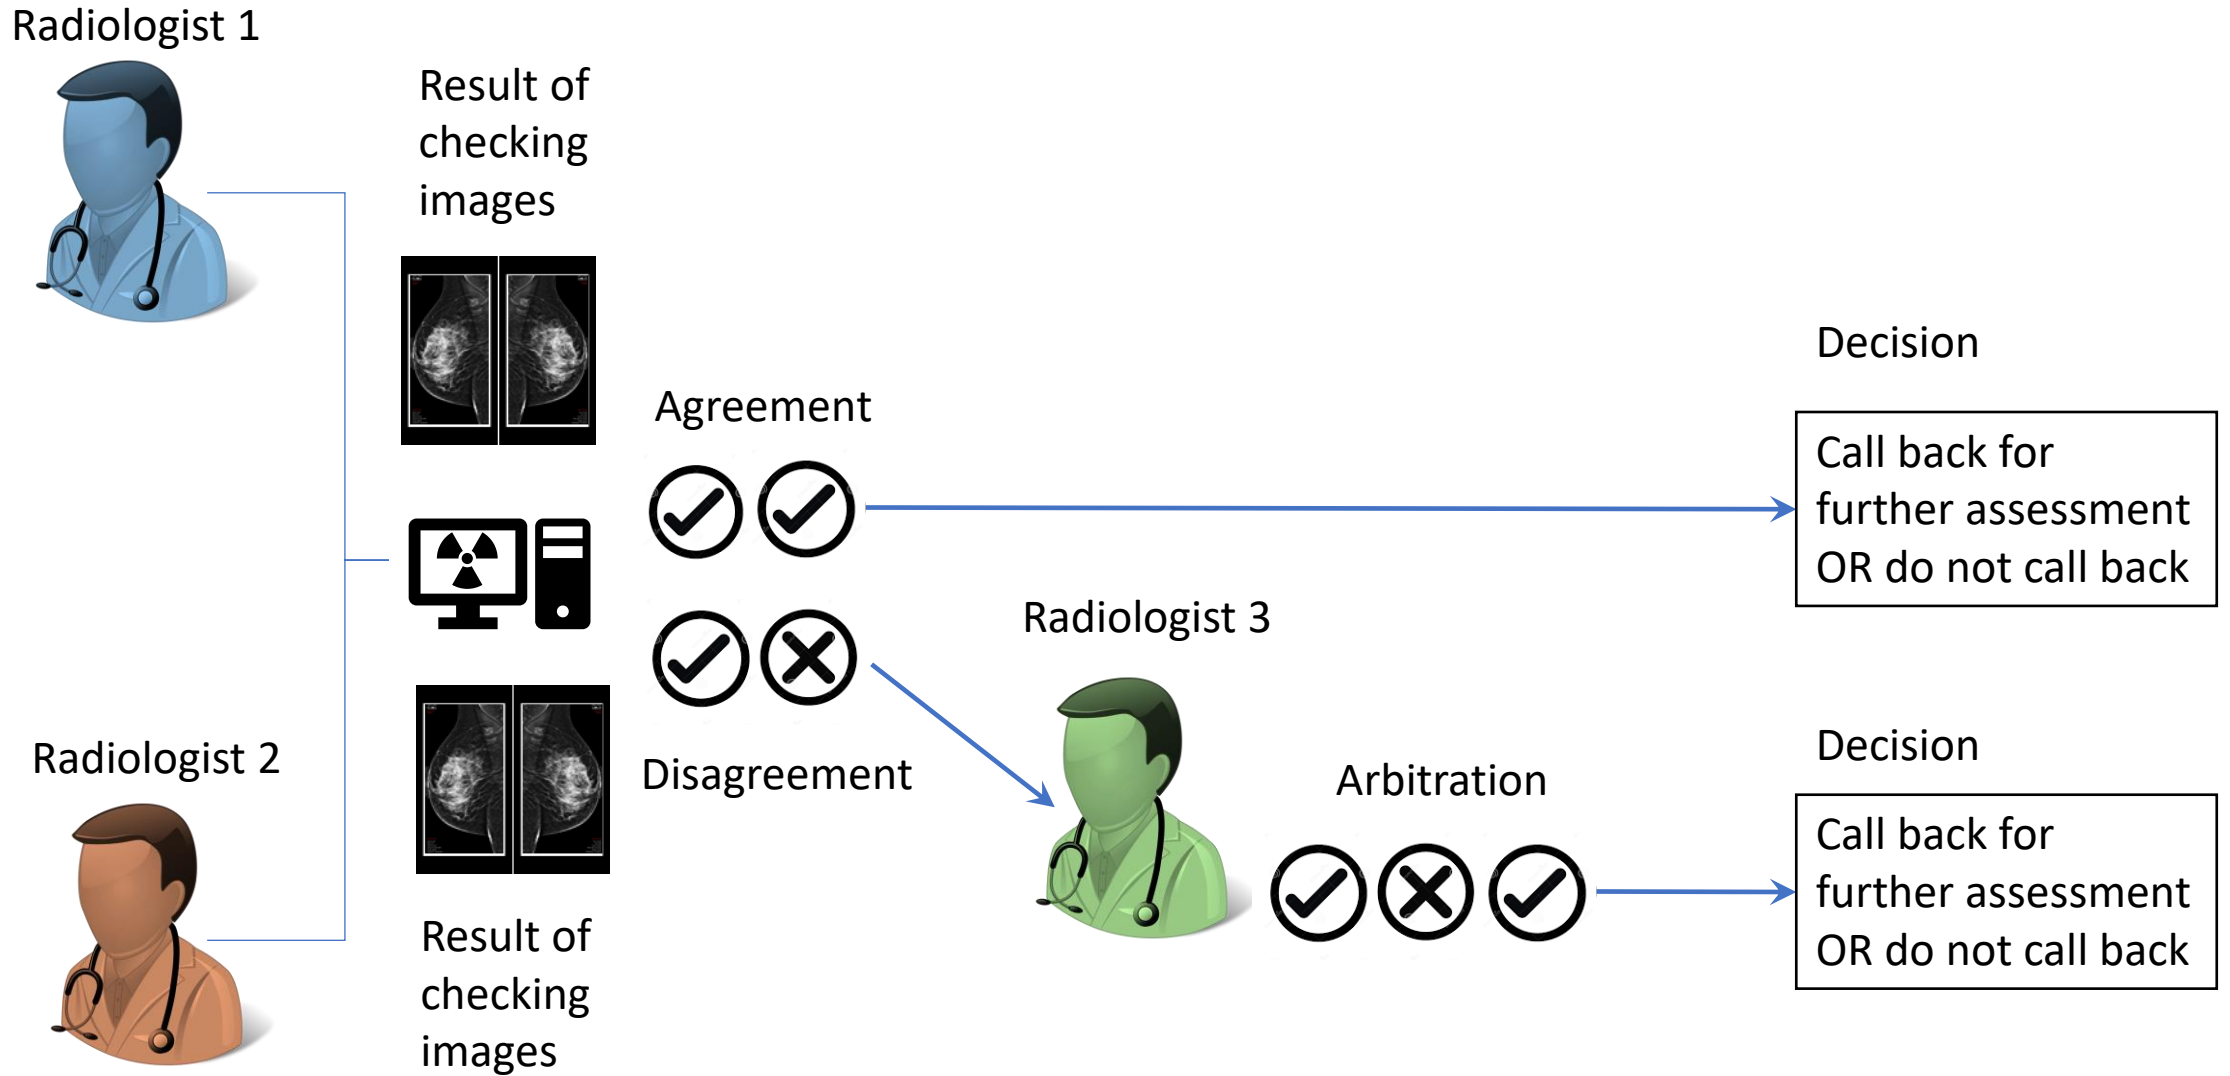 Radiologist 1
Result of
checking
images
Agreement
Decision
Call back for
further assessment
OR do not call back
Radiologist 3
Radiologist 2
Disagreement
Arbitration
Decision
Call back for
further assessment
OR do not call back
Result of
checking
images